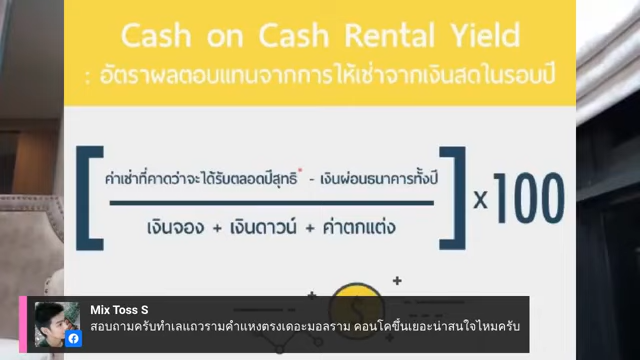 Cash on Cash Rental Yield
: อัตราผลตอบแทนจากการให้เช่าจากเงินสดในรอบปี
ค่าเช่าที่คาดว่าจะได้รับตลอดปีสุทธิ* - เงินผ่อนธนาคารทั้งปี
เงินจอง + เงินดาวน์ + ค่าตกแต่ง
x 100
Mix Toss S
สอบถามครับทำเลแถวรามคำแหงตรงเดอะมอลราม คอนโคขึ้นเยอะน่าสนใจไหมครับ